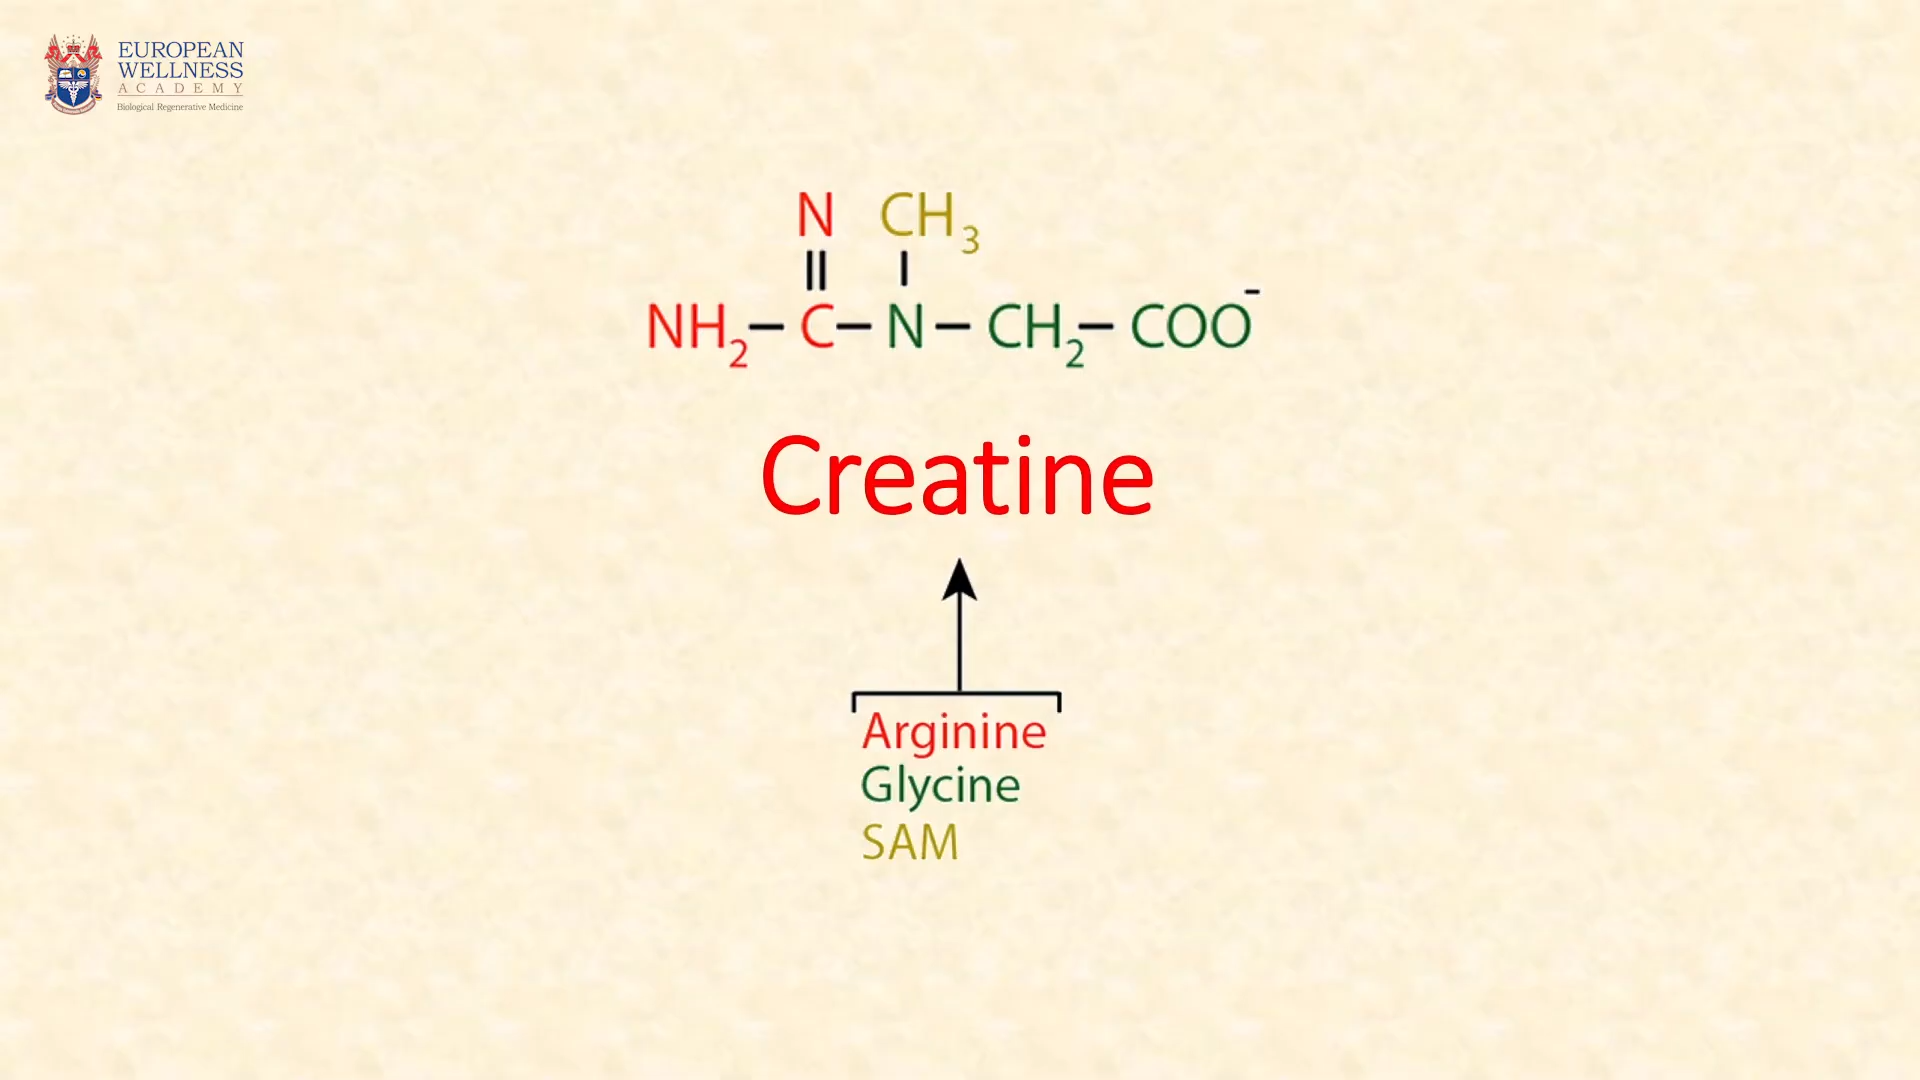 EUROPEAN
WELLNESS
ACADEMY
Biological Regenerative Medicine
N CH3
NH2 – C – N – CH2 – COO-
Creatine
Arginine
Glycine
SAM